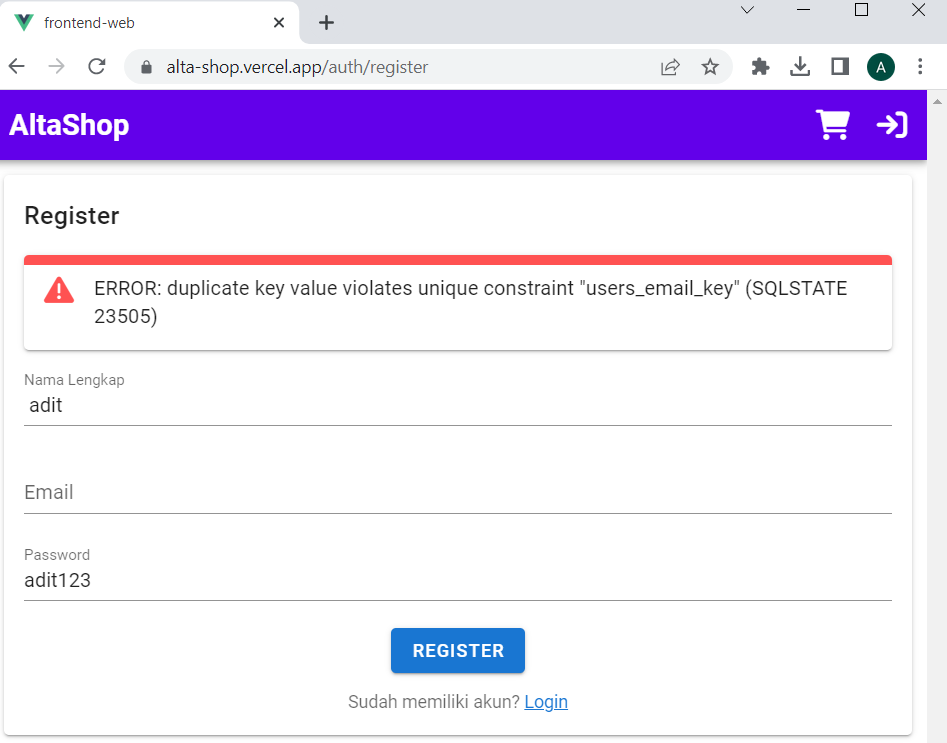 frontend-web
alta-shop.vercel.app/auth/register
A
AltaShop
Register
ERROR: duplicate key value violates unique constraint "users_email_key" (SQLSTATE
23505)
Nama Lengkap
adit
Email
Password
adit123
REGISTER
Sudah memiliki akun? Login